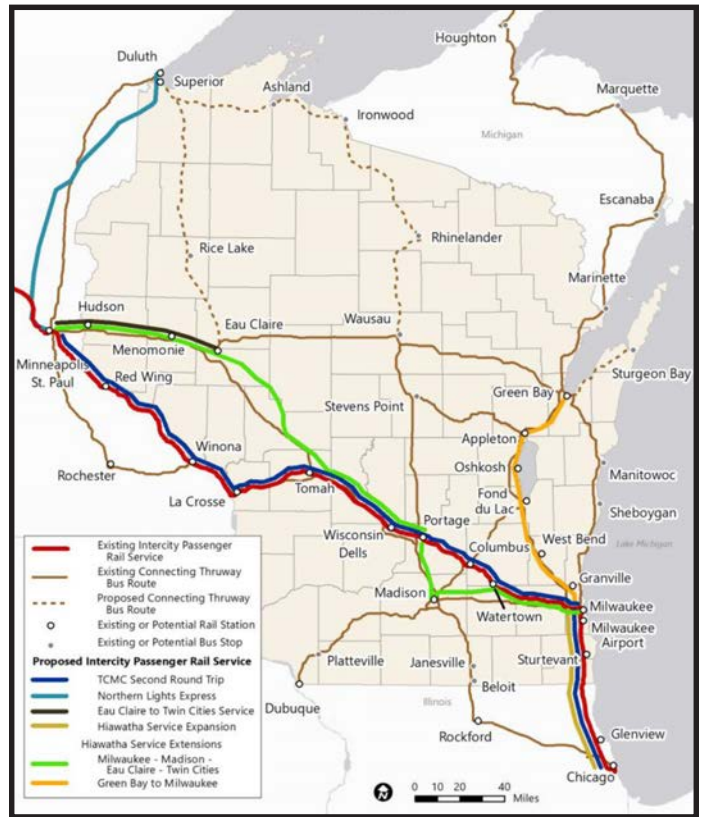 Houghton
Duluth
Superior
Ashland
Marquette
Ironwood
Michigan
Escanaba
Rice Lake
Rhinelander
Marinette
Hudson
Eau Claire
Wausau
Menomonie
Minneapolis
St. Paul
Red Wing
Sturgeon Bay
Green Bay
Stevens Point
Appleton
Winona
Oshkosh
Rochester
Manitowoc
Tomah
Fond
du Lac
La Crosse
Sheboygan
Portage
Wisconsin
Dells
Columbus
West Bend
Lake Michigan
Granville
Madison
Watertown
Milwaukee
Milwaukee
Airport
Platteville
Janesville
Sturtevant
Beloit
Dubuque
Illinois
Rockford
Glenview
Chicago
Existing Intercity Passenger
Rail Service
Existing Connecting Thruway
Bus Route
Proposed Connecting Thruway
Bus Route
Existing or Potential Rail Station
Existing or Potential Bus Stop
Proposed Intercity Passenger Rail Service
TCMC Second Round Trip
Northern Lights Express
Eau Claire to Twin Cities Service
Hiawatha Service Expansion
Hiawatha Service Extensions
Milwaukee - Madison -
Eau Claire - Twin Cities
Green Bay to Milwaukee
0 10 20 40
Miles